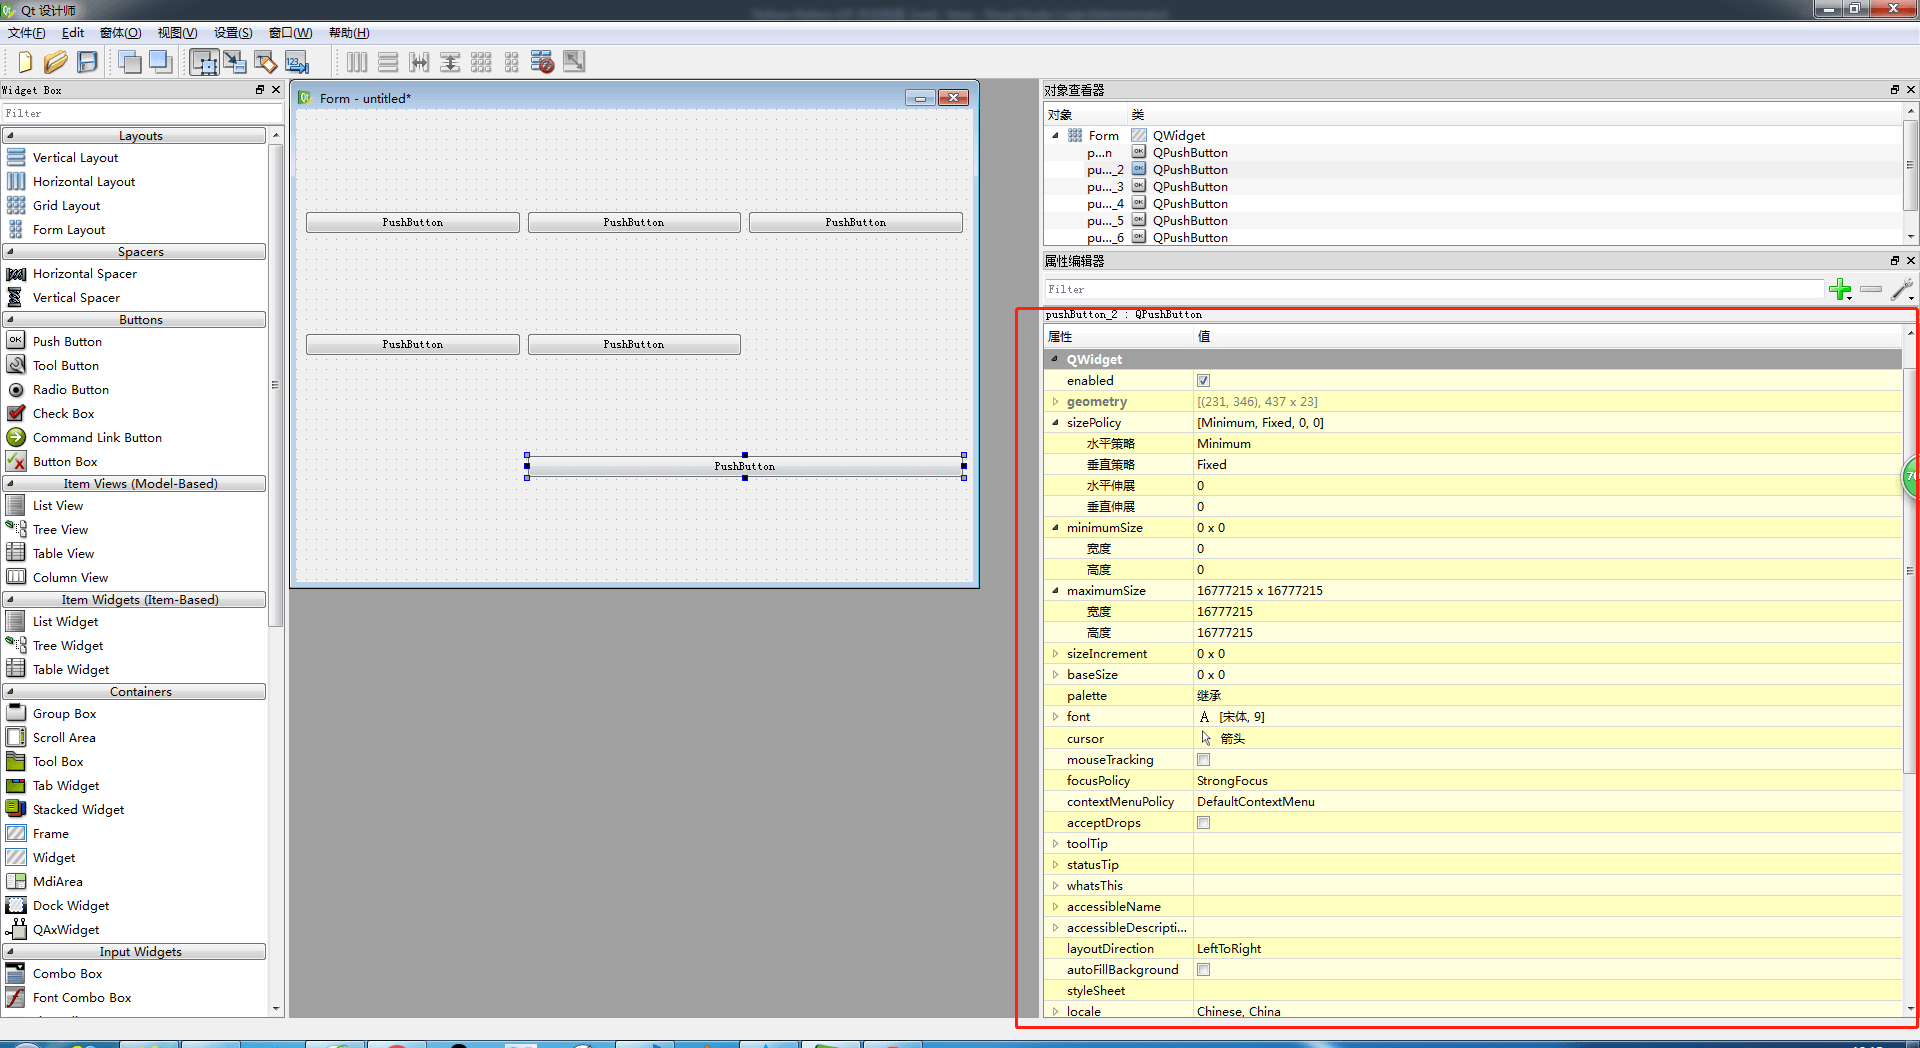 Qt 设计师
文件(F) Edit 窗体(O) 视图(V) 设置(S) 窗口(W) 帮助(H)
Widget Box
Filter
Layouts
Vertical Layout
Horizontal Layout
Grid Layout
Form Layout
Spacers
Horizontal Spacer
Vertical Spacer
Buttons
Push Button
Tool Button
Radio Button
Check Box
Command Link Button
Button Box
Item Views (Model-Based)
List View
Tree View
Table View
Column View
Item Widgets (Item-Based)
List Widget
Tree Widget
Table Widget
Containers
Group Box
Scroll Area
Tool Box
Tab Widget
Stacked Widget
Frame
Widget
MdiArea
Dock Widget
QAxWidget
Input Widgets
Combo Box
Font Combo Box
Form - untitled*
PushButton PushButton PushButton
PushButton PushButton
PushButton
对象查看器
对象 类
Form QWidget
p...n QPushButton
pu..._2 QPushButton
pu..._3 QPushButton
pu..._4 QPushButton
pu..._5 QPushButton
pu..._6 QPushButton
属性编辑器
Filter
pushButton_2 : QPushButton
属性 值
QWidget
enabled
geometry [(231, 346), 437 x 23]
sizePolicy [Minimum, Fixed, 0, 0]
水平策略 Minimum
垂直策略 Fixed
水平伸展 0
垂直伸展 0
minimumSize 0 x 0
宽度 0
高度 0
maximumSize 16777215 x 16777215
宽度 16777215
高度 16777215
sizeIncrement 0 x 0
baseSize 0 x 0
palette 继承
font A [宋体, 9]
cursor 箭头
mouseTracking
focusPolicy StrongFocus
contextMenuPolicy DefaultContextMenu
acceptDrops
toolTip
statusTip
whatsThis
accessibleName
accessibleDescripti...
layoutDirection LeftToRight
autoFillBackground
styleSheet
locale Chinese, China